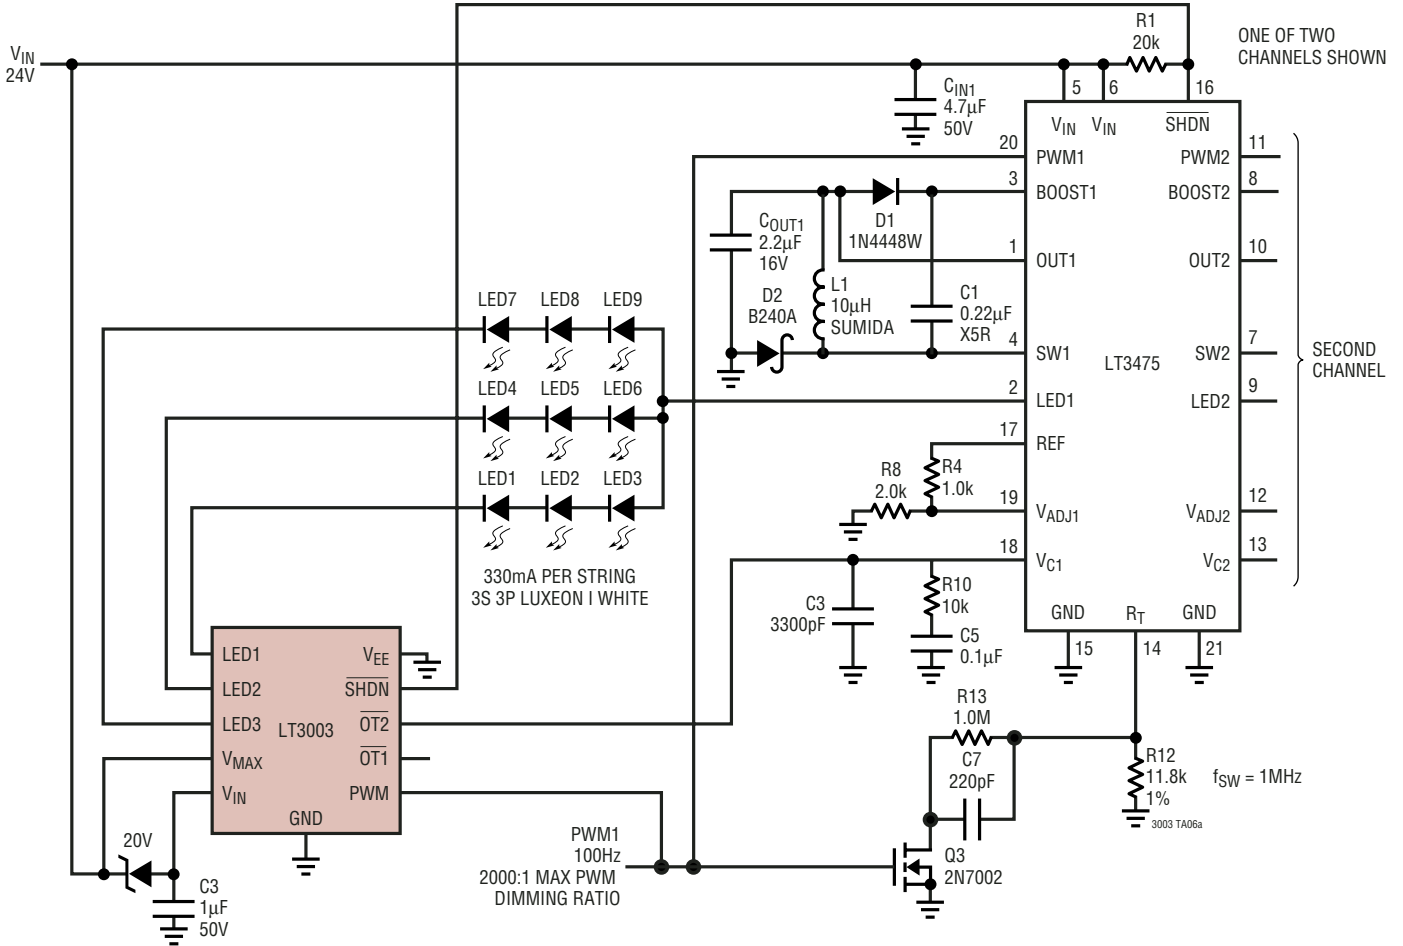 VIN
24V
R1
20k
ONE OF TWO
CHANNELS SHOWN
CIN1
4.7µF
50V
5
6
16
VIN
VIN
SHDN
20
PWM1
PWM2
11
3
BOOST1
BOOST2
8
1
OUT1
OUT2
10
4
SW1
SW2
7
LT3475
2
LED1
LED2
9
17
REF
19
VADJ1
VADJ2
12
18
VC1
VC2
13
GND
RT
GND
15
14
21
SECOND
CHANNEL
COUT1
2.2µF
16V
D1
1N4448W
D2
B240A
L1
10µH
SUMIDA
C1
0.22µF
X5R
LED7
LED8
LED9
LED4
LED5
LED6
LED1
LED2
LED3
330mA PER STRING
3S 3P LUXEON I WHITE
R8
2.0k
R4
1.0k
C3
3300pF
R10
10k
C5
0.1µF
LED1
VEE
LED2
SHDN
LED3
LT3003
OT2
VMAX
OT1
VIN
PWM
GND
20V
C3
1µF
50V
PWM1
100Hz
2000:1 MAX PWM
DIMMING RATIO
R13
1.0M
C7
220pF
Q3
2N7002
R12
11.8k
1%
fSW = 1MHz
3003 TA06a